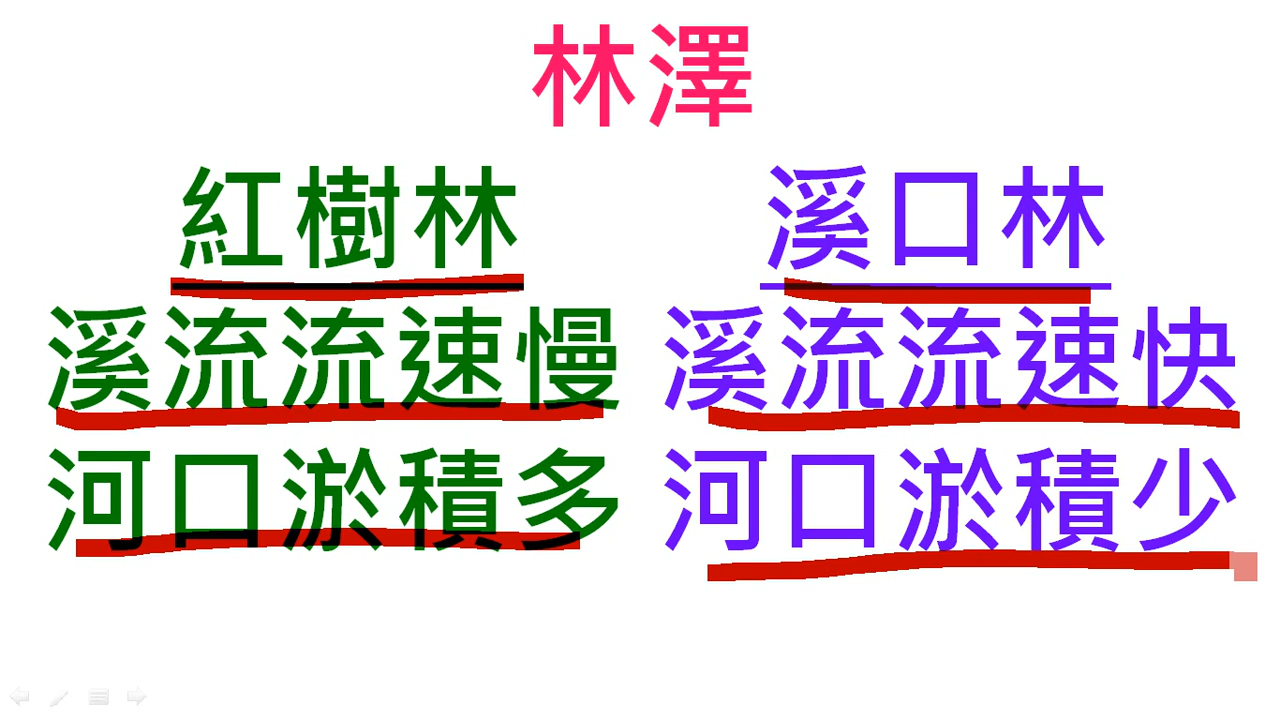 林澤
紅樹林
溪流流速慢
河口淤積多
溪口林
溪流流速快
河口淤積少